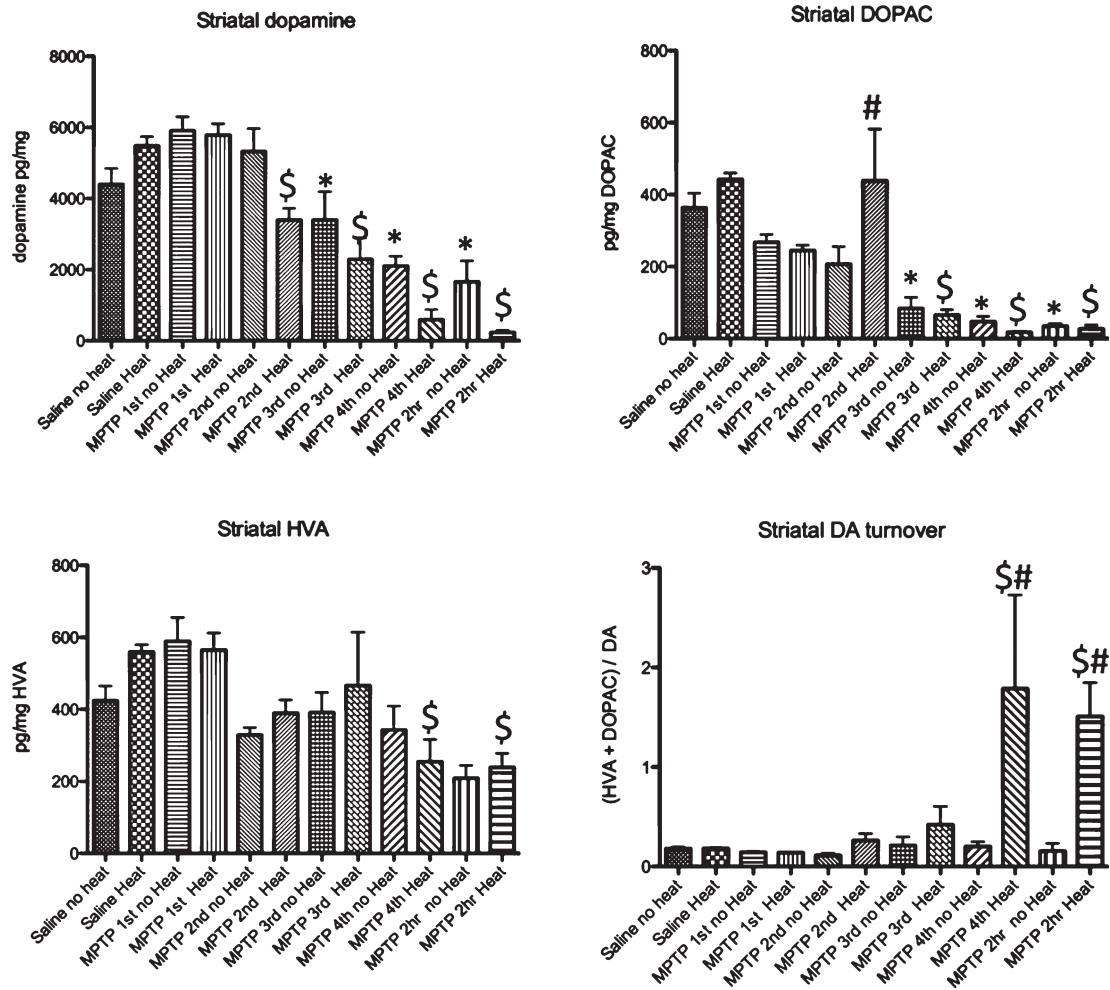 Striatal dopamine
dopamine pg/mg
8000
6000
4000
2000
0
$
*
$
*
$
*
$
Saline no heat
Saline Heat
MPTP 1st no Heat
MPTP 1st Heat
MPTP 2nd no Heat
MPTP 2nd Heat
MPTP 3rd no Heat
MPTP 3rd Heat
MPTP 4th no Heat
MPTP 4th Heat
MPTP 2hr no Heat
MPTP 2hr Heat
Striatal DOPAC
pg/mg DOPAC
800
600
400
200
0
#
*
$
*
$
*
$
Saline no heat
Saline Heat
MPTP 1st no Heat
MPTP 1st Heat
MPTP 2nd no Heat
MPTP 2nd Heat
MPTP 3rd no Heat
MPTP 3rd Heat
MPTP 4th no Heat
MPTP 4th Heat
MPTP 2hr no Heat
MPTP 2hr Heat
Striatal HVA
pg/mg HVA
800
600
400
200
0
$
$
Saline no heat
Saline Heat
MPTP 1st no Heat
MPTP 1st Heat
MPTP 2nd no Heat
MPTP 2nd Heat
MPTP 3rd no Heat
MPTP 3rd Heat
MPTP 4th no Heat
MPTP 4th Heat
MPTP 2hr no Heat
MPTP 2hr Heat
Striatal DA turnover
(HVA + DOPAC) / DA
3
2
1
0
$#
$#
Saline no heat
Saline Heat
MPTP 1st no Heat
MPTP 1st Heat
MPTP 2nd no Heat
MPTP 2nd Heat
MPTP 3rd no Heat
MPTP 3rd Heat
MPTP 4th no Heat
MPTP 4th Heat
MPTP 2hr no Heat
MPTP 2hr Heat